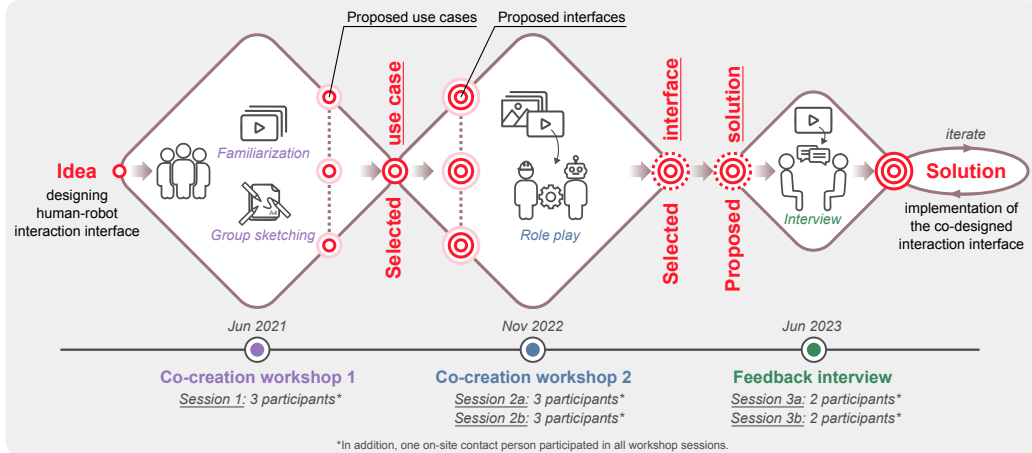 Proposed use cases
Proposed interfaces
Idea
designing
human-robot
interaction interface
Familiarization
A4
Group sketching
Selected use case
Role play
Selected interface
Proposed solution
Interview
iterate
Solution
implementation of
the co-designed
interaction interface
Jun 2021
Nov 2022
Jun 2023
Co-creation workshop 1
Session 1: 3 participants*
Co-creation workshop 2
Session 2a: 3 participants*
Session 2b: 3 participants*
Feedback interview
Session 3a: 2 participants*
Session 3b: 2 participants*
*In addition, one on-site contact person participated in all workshop sessions.